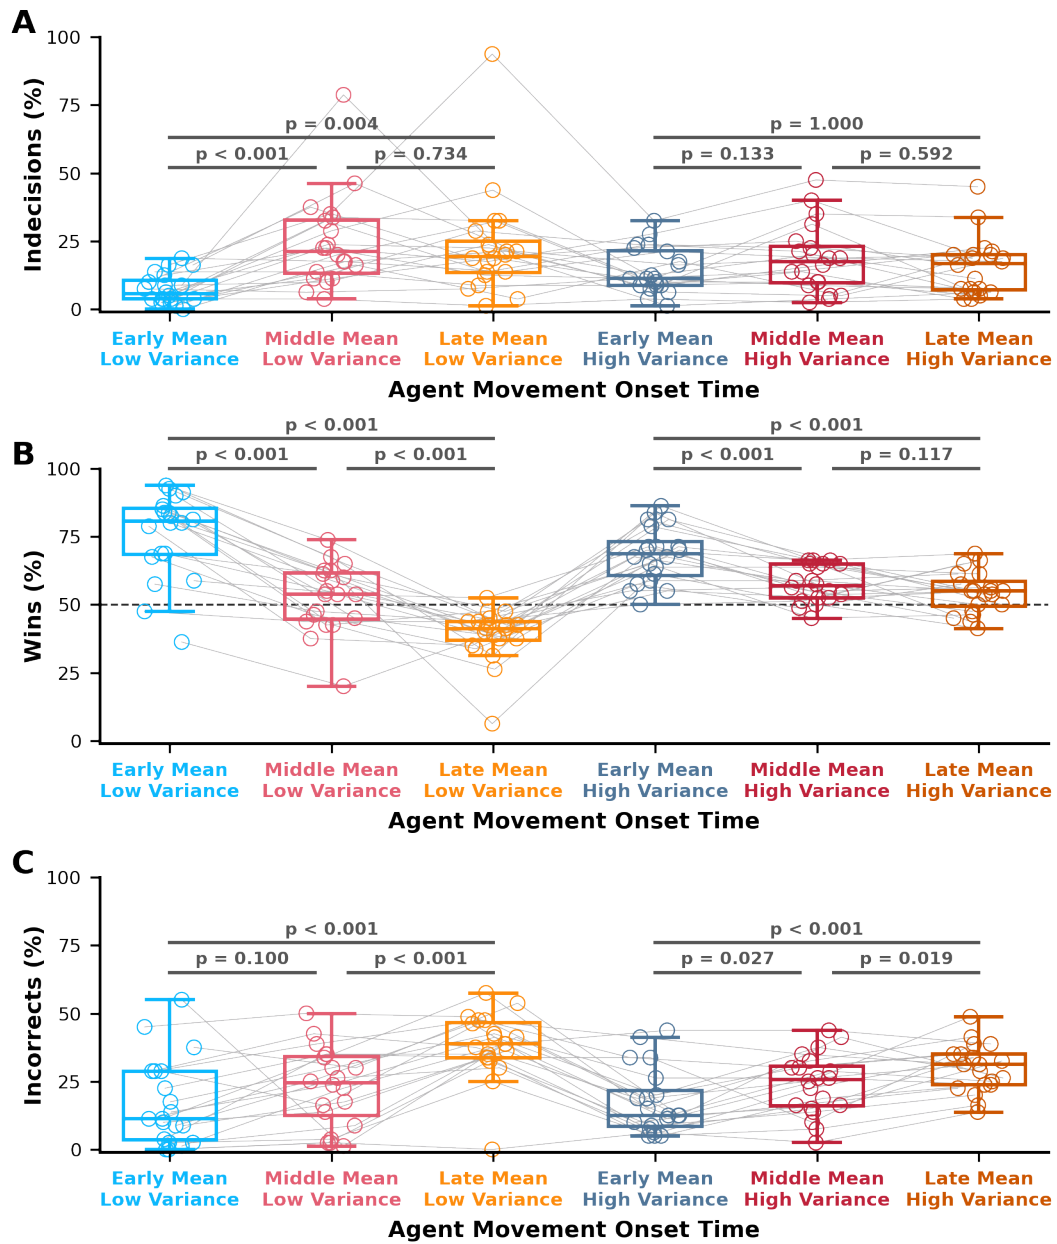 A
100
75
50
25
0
Indecisions (%)
p = 0.004
p < 0.001
p = 0.734
p = 1.000
p = 0.133
p = 0.592
Early Mean
Low Variance
Middle Mean
Low Variance
Late Mean
Low Variance
Early Mean
High Variance
Middle Mean
High Variance
Late Mean
High Variance
Agent Movement Onset Time
B
100
75
50
25
0
Wins (%)
p < 0.001
p < 0.001
p < 0.001
p < 0.001
p < 0.001
p = 0.117
Early Mean
Low Variance
Middle Mean
Low Variance
Late Mean
Low Variance
Early Mean
High Variance
Middle Mean
High Variance
Late Mean
High Variance
Agent Movement Onset Time
C
100
75
50
25
0
Incorrects (%)
p < 0.001
p = 0.100
p < 0.001
p < 0.001
p = 0.027
p = 0.019
Early Mean
Low Variance
Middle Mean
Low Variance
Late Mean
Low Variance
Early Mean
High Variance
Middle Mean
High Variance
Late Mean
High Variance
Agent Movement Onset Time